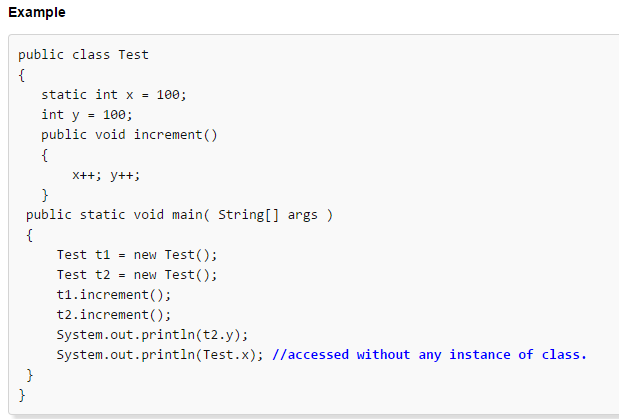 Example
public class Test
{
static int x = 100;
int y = 100;
public void increment()
{
x++; y++;
}
public static void main( String[] args )
{
Test t1 = new Test();
Test t2 = new Test();
t1.increment();
t2.increment();
System.out.println(t2.y);
System.out.println(Test.x); //accessed without any instance of class.
}
}